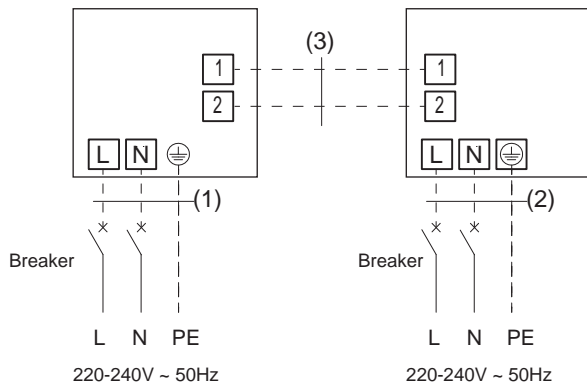 (3)
1 1
2 2
L N L N
(1) (2)
Breaker Breaker
L N PE L N PE
220-240V ~ 50Hz 220-240V ~ 50Hz